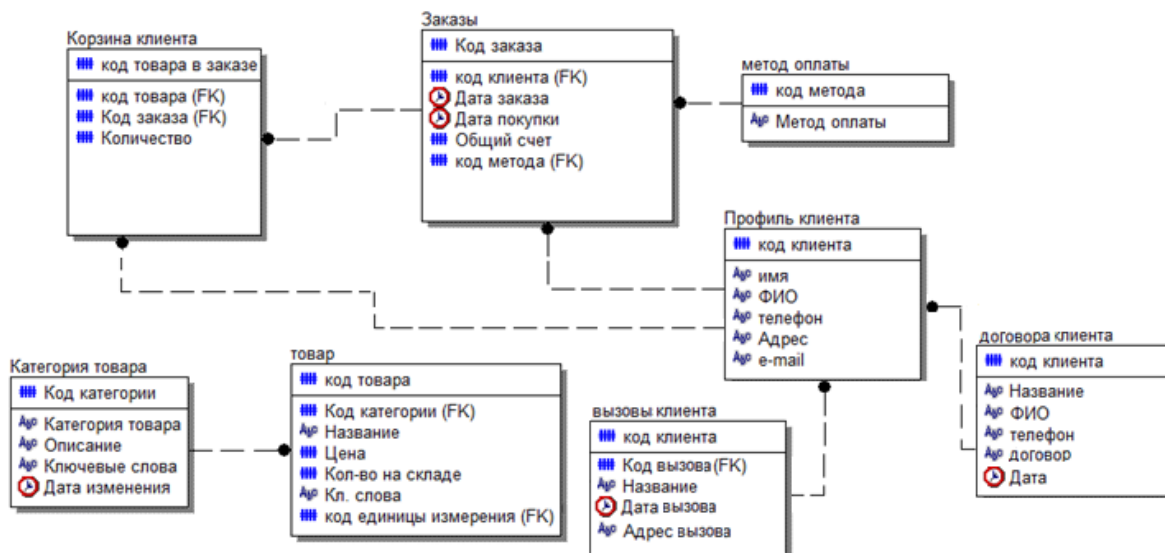 Корзина клиента
код товара в заказе
код товара (FK)
Код заказа (FK)
Количество
Заказы
Код заказа
код клиента (FK)
Дата заказа
Дата покупки
Общий счет
код метода (FK)
метод оплаты
код метода
Метод оплаты
Профиль клиента
код клиента
имя
ФИО
телефон
Адрес
e-mail
Категория товара
Код категории
Категория товара
Описание
Ключевые слова
Дата изменения
товар
код товара
Код категории (FK)
Название
Цена
Кол-во на складе
Кл. слова
код единицы измерения (FK)
вызовы клиента
код клиента
Код вызова (FK)
Название
Дата вызова
Адрес вызова
договора клиента
код клиента
Название
ФИО
телефон
договор
Дата